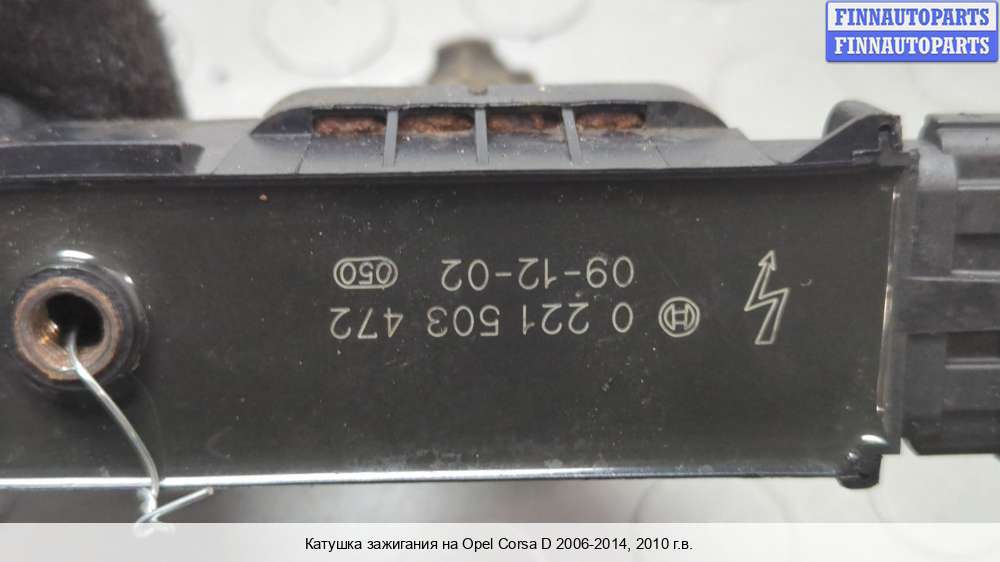 FINNAUTOPARTS
FINNAUTOPARTS
0 221 503 472
09-12-02 050
Катушка зажигания на Opel Corsa D 2006-2014, 2010 г.в.